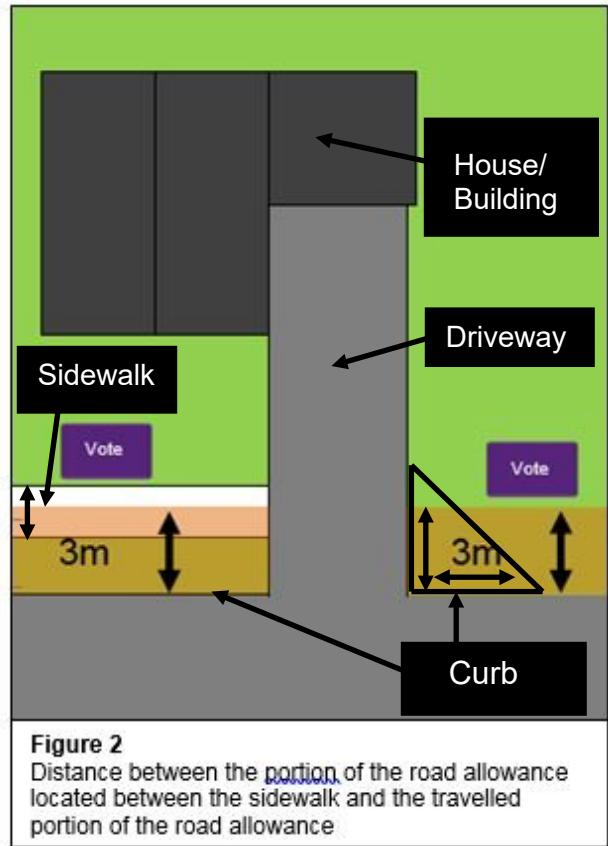 House/
Building
Driveway
Sidewalk
Vote
Vote
3m
3m
Curb
Figure 2
Distance between the portion of the road allowance
located between the sidewalk and the travelled
portion of the road allowance